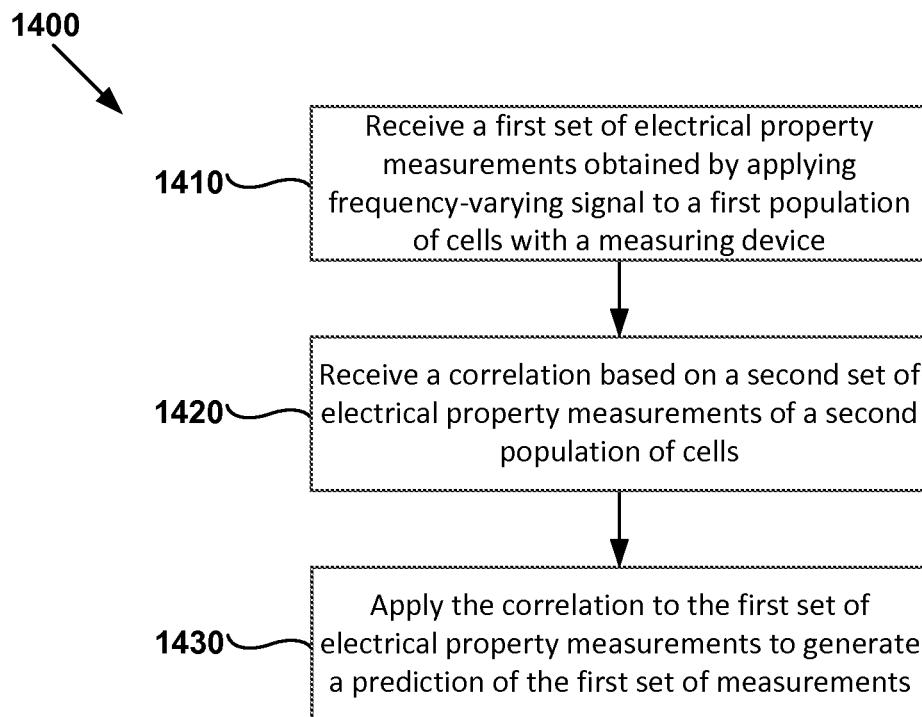 1400
1410
Receive a first set of electrical property
measurements obtained by applying
frequency-varying signal to a first population
of cells with a measuring device
1420
Receive a correlation based on a second set of
electrical property measurements of a second
population of cells
1430
Apply the correlation to the first set of
electrical property measurements to generate
a prediction of the first set of measurements